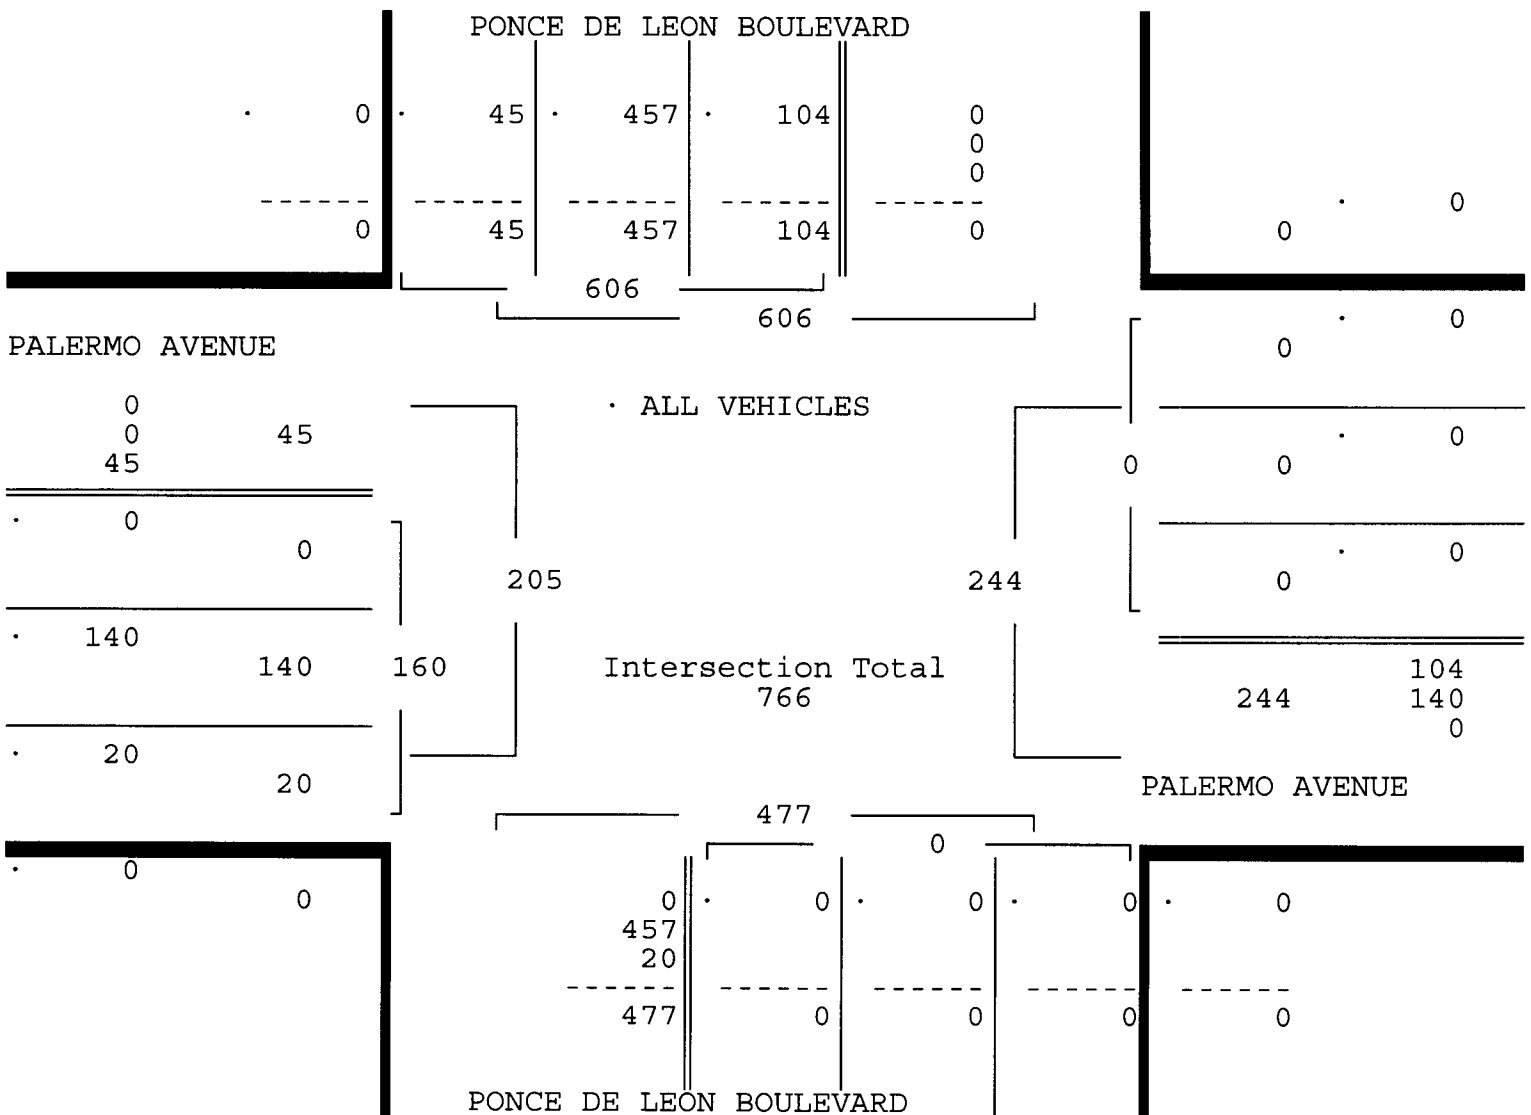 PONCE DE LEON BOULEVARD
· 0 · 45 · 457 · 104 0
0
0
------ ------ ------ ------ ------ · 0
0 45 457 104 0 0
606
606 · 0
PALERMO AVENUE 0
0 · ALL VEHICLES
0 45 · 0
45 0 0
· 0
0 · 0
205 244 0
· 140
140 160 Intersection Total 104
766 244 140
0
· 20
20 PALERMO AVENUE
477
0
· 0
0 0 · 0 · 0 · 0 · 0
457
20
------ ------ ------ ------ ------
477 0 0 0 0
PONCE DE LEON BOULEVARD